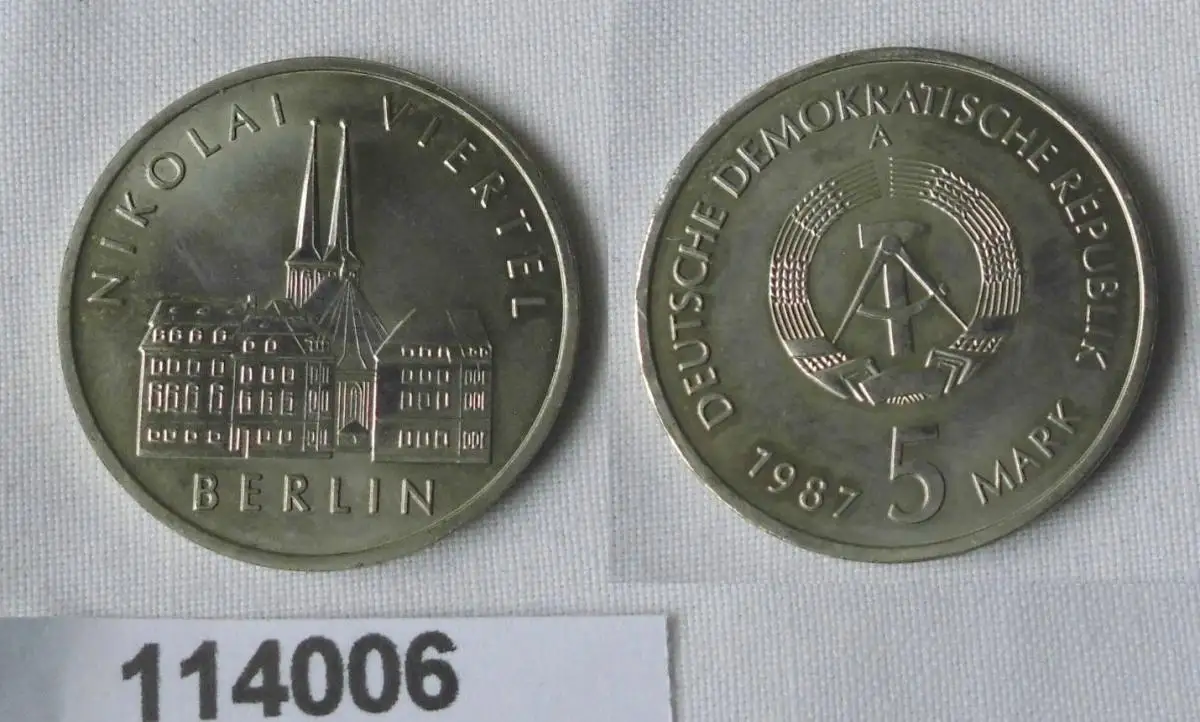 NIKOLAI VIERTEL
BERLIN
DEUTSCHE DEMOKRATISCHE REPUBLIK
A
1987 5 MARK
114006